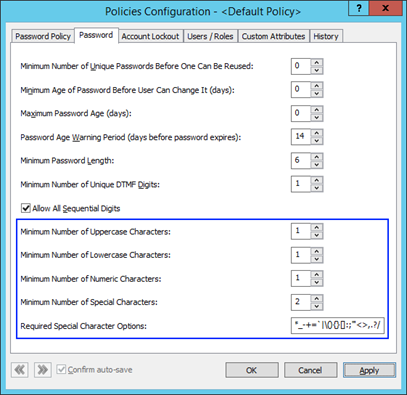 Policies Configuration - <Default Policy>
? x
Password Policy Password Account Lockout Users / Roles Custom Attributes History
Minimum Number of Unique Passwords Before One Can Be Reused: 0
Minimum Age of Password Before User Can Change It (days): 0
Maximum Password Age (days): 0
Password Age Warning Period (days before password expires): 14
Minimum Password Length: 6
Minimum Number of Unique DTMF Digits: 1
Allow All Sequential Digits
Minimum Number of Uppercase Characters: 1
Minimum Number of Lowercase Characters: 1
Minimum Number of Numeric Characters: 1
Minimum Number of Special Characters: 2
Required Special Character Options: *_-+=`|\(){}[]:;"'<>,.?/
Confirm auto-save OK Cancel Apply